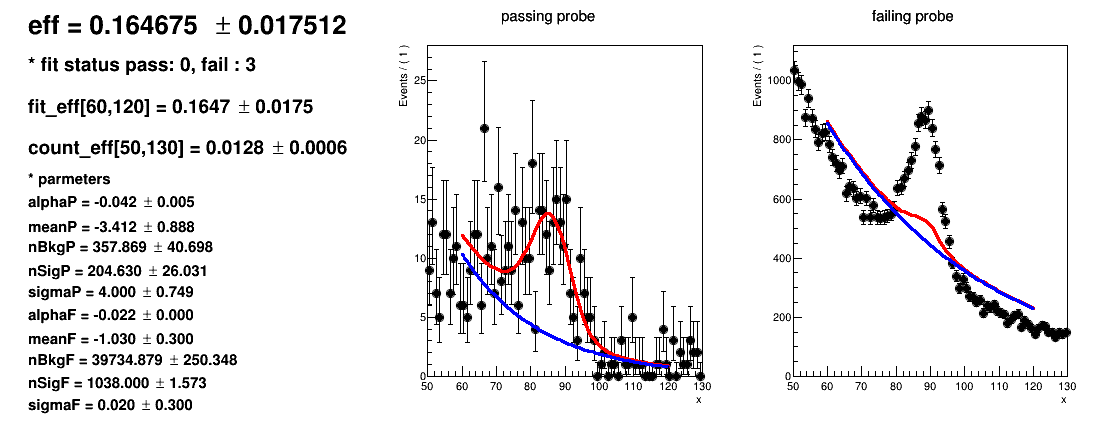 eff = 0.164675 ± 0.017512
* fit status pass: 0, fail : 3
fit_eff[60,120] = 0.1647 ± 0.0175
count_eff[50,130] = 0.0128 ± 0.0006
* parmeters
alphaP = -0.042 ± 0.005
meanP = -3.412 ± 0.888
nBkgP = 357.869 ± 40.698
nSigP = 204.630 ± 26.031
sigmaP = 4.000 ± 0.749
alphaF = -0.022 ± 0.000
meanF = -1.030 ± 0.300
nBkgF = 39734.879 ± 250.348
nSigF = 1038.000 ± 1.573
sigmaF = 0.020 ± 0.300
passing probe
Events / ( 1 )
25
20
15
10
5
0
50 60 70 80 90 100 110 120 130
x
failing probe
Events / ( 1 )
1000
800
600
400
200
0
50 60 70 80 90 100 110 120 130
x